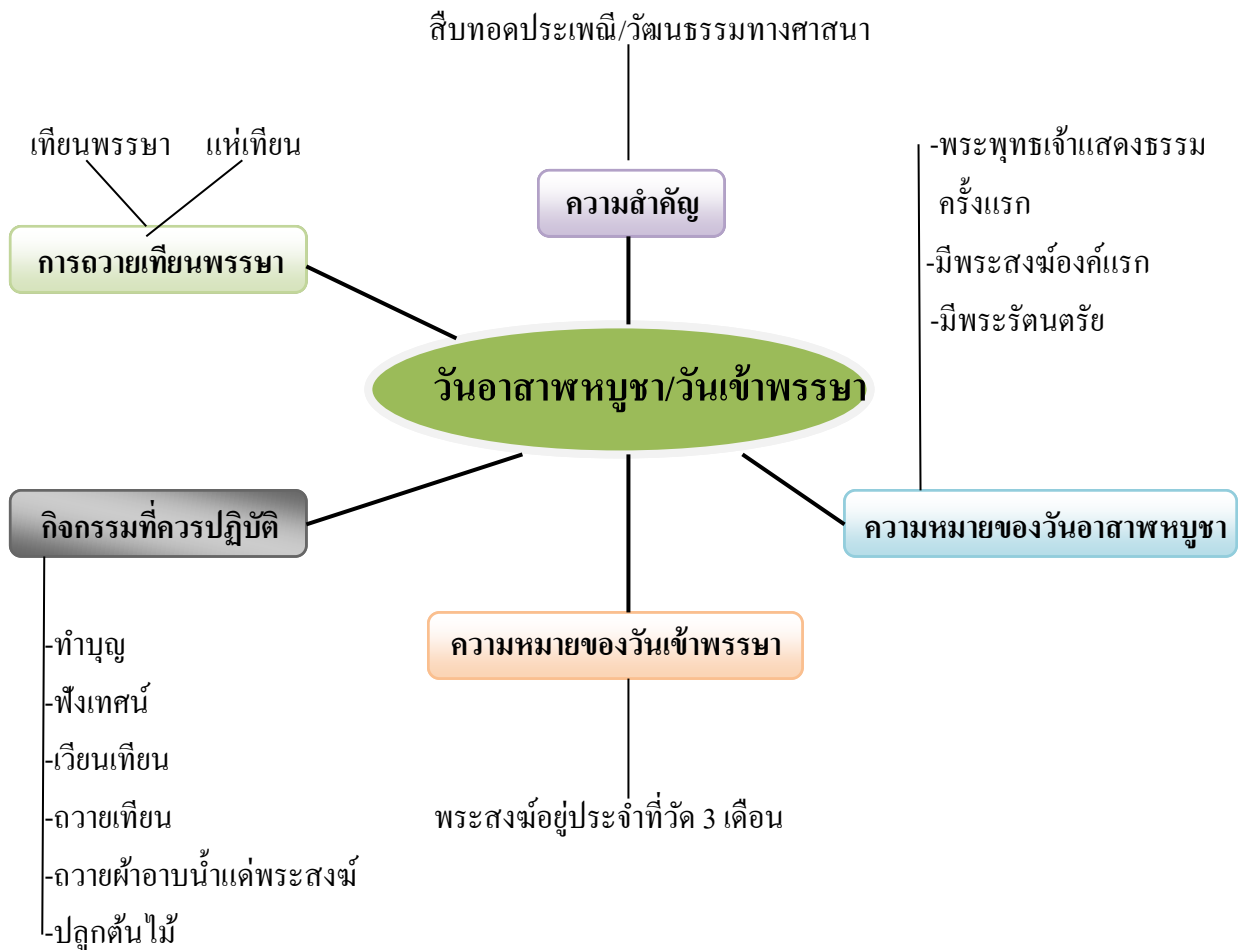 สืบทอดประเพณี/วัฒนธรรมทางศาสนา
เทียนพรรษา แห่เทียน
-พระพุทธเจ้าแสดงธรรม
ครั้งแรก
-มีพระสงฆ์องค์แรก
-มีพระรัตนตรัย
ความสำคัญ
การถวายเทียนพรรษา
วันอาสาฬหบูชา/วันเข้าพรรษา
กิจกรรมที่ควรปฏิบัติ
ความหมายของวันอาสาฬหบูชา
ความหมายของวันเข้าพรรษา
-ทำบุญ
-ฟังเทศน์
-เวียนเทียน
-ถวายเทียน
-ถวายผ้าอาบน้ำแด่พระสงฆ์
-ปลูกต้นไม้
พระสงฆ์อยู่ประจำที่วัด 3 เดือน